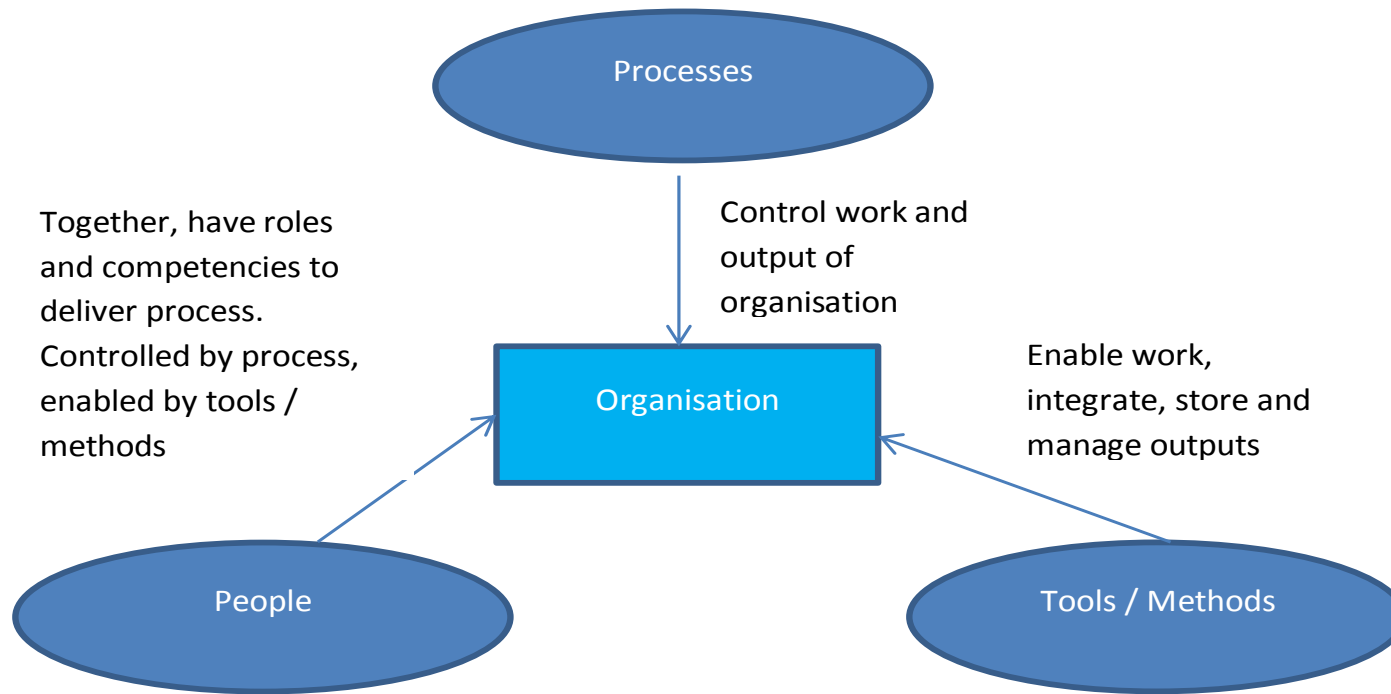 Processes
Together, have roles
and competencies to
deliver process.
Controlled by process,
enabled by tools /
methods
Control work and
output of
organisation
Organisation
Enable work,
integrate, store and
manage outputs
People
Tools / Methods